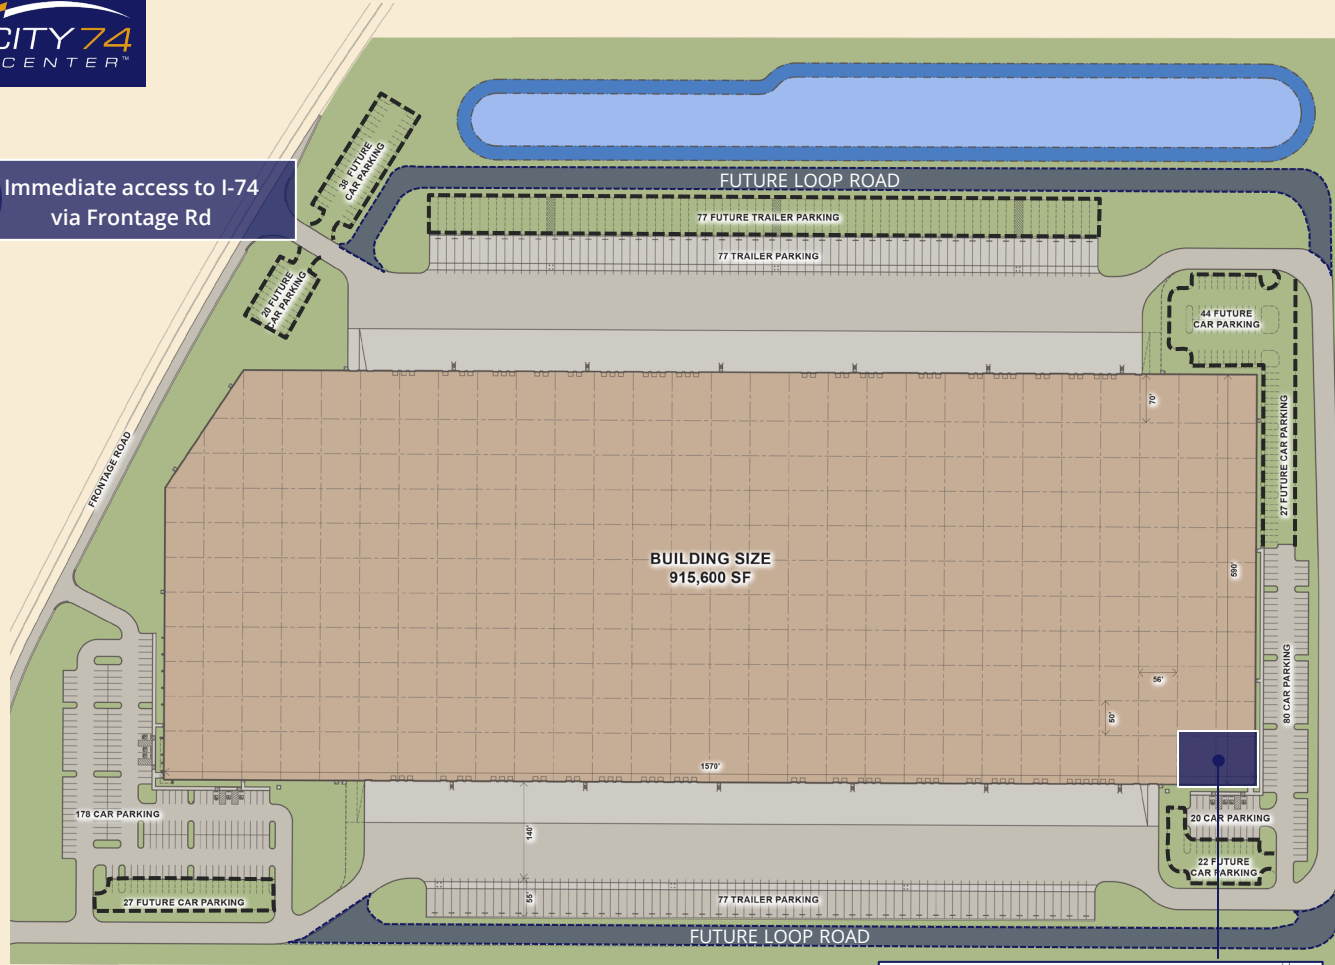 CITY 74
CENTER™
Immediate access to I-74
via Frontage Rd
38 FUTURE
CAR PARKING
FUTURE LOOP ROAD
77 FUTURE TRAILER PARKING
77 TRAILER PARKING
20 FUTURE
CAR PARKING
44 FUTURE
CAR PARKING
70'
27 FUTURE CAR PARKING
FRONTAGE ROAD
BUILDING SIZE
915,600 SF
590'
56'
50'
80 CAR PARKING
1570'
178 CAR PARKING
140'
20 CAR PARKING
22 FUTURE
CAR PARKING
27 FUTURE CAR PARKING
55'
77 TRAILER PARKING
FUTURE LOOP ROAD